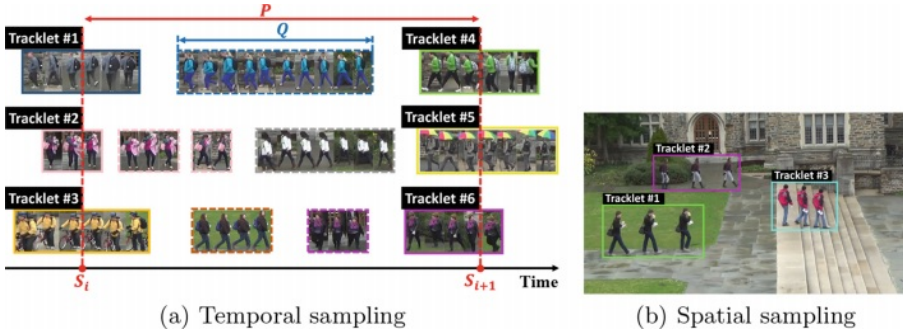 P
Tracklet #1
Q
Tracklet #4
Tracklet #2
Tracklet #5
Tracklet #3
Tracklet #6
S_i
S_{i+1}
Time
(a) Temporal sampling
Tracklet #2
Tracklet #3
Tracklet #1
(b) Spatial sampling